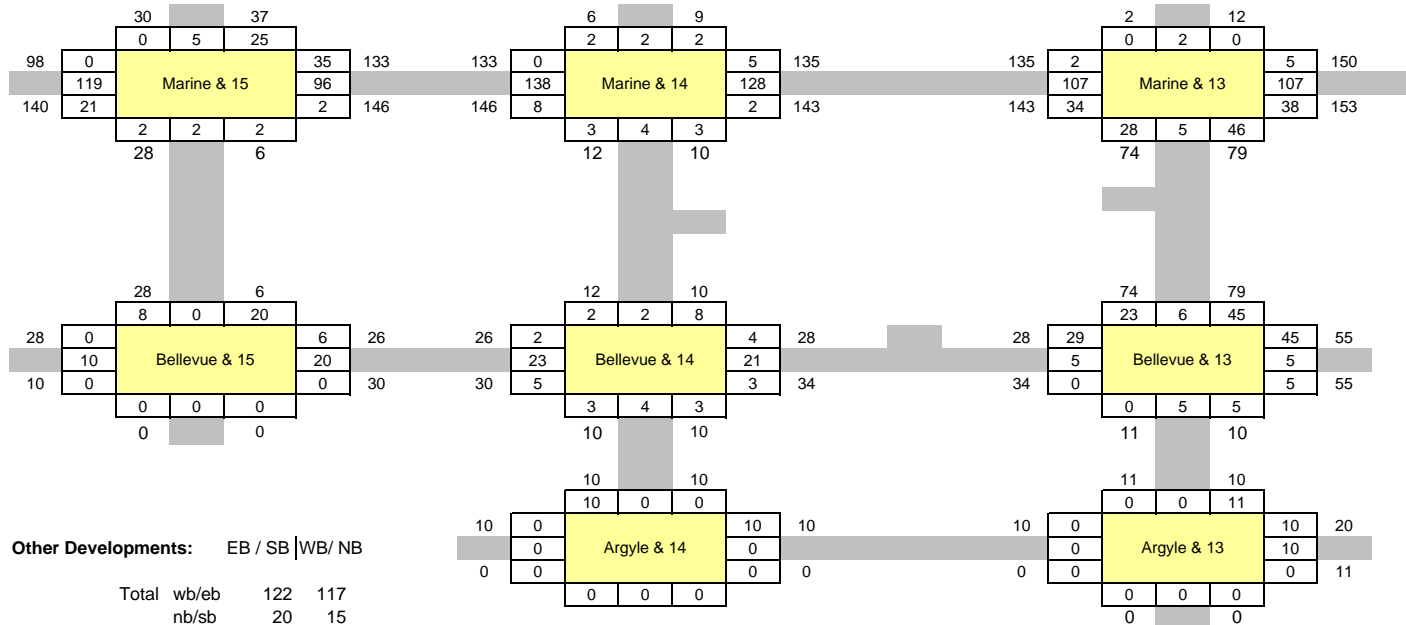 30 37 6 9 2 12
0 5 25 2 2 2 0 2 0
98 0 35 133 133 0 5 135 135 2 5 150
119 Marine & 15 96 138 Marine & 14 128 107 Marine & 13 107
140 21 2 146 146 8 2 143 143 34 38 153
2 2 2 3 4 3 28 5 46
28 6 12 10 74 79
28 6 12 10 74 79
8 0 20 2 2 8 23 6 45
28 0 6 26 26 2 4 28 28 29 45 55
10 Bellevue & 15 20 23 Bellevue & 14 21 5 Bellevue & 13 5
10 0 0 30 30 5 3 34 34 0 5 55
0 0 0 3 4 3 0 5 5
0 0 10 10 11 10
10 10 11 10
10 0 0 0 0 11
10 0 10 10 10 0 10 20
Other Developments: EB / SB WB/ NB 0 Argyle & 14 0 0 Argyle & 13 10
0 0 0 0 0 0 0 11
Total wb/eb 122 117 0 0 0 0 0 0
nb/sb 20 15 0 0